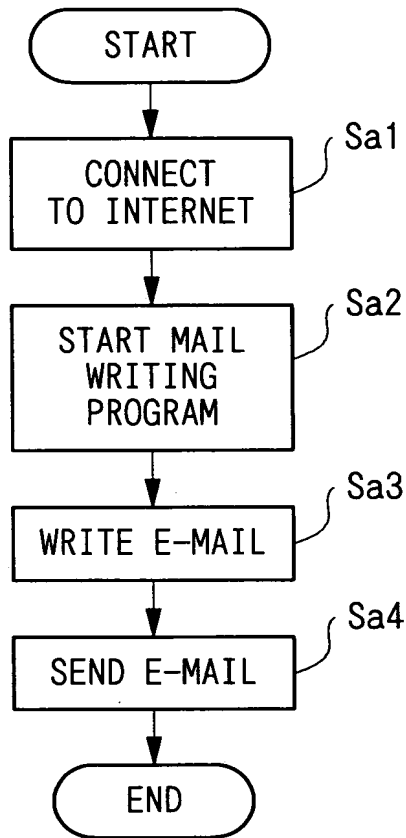 START
Sa1
CONNECT
TO INTERNET
Sa2
START MAIL
WRITING
PROGRAM
Sa3
WRITE E-MAIL
Sa4
SEND E-MAIL
END